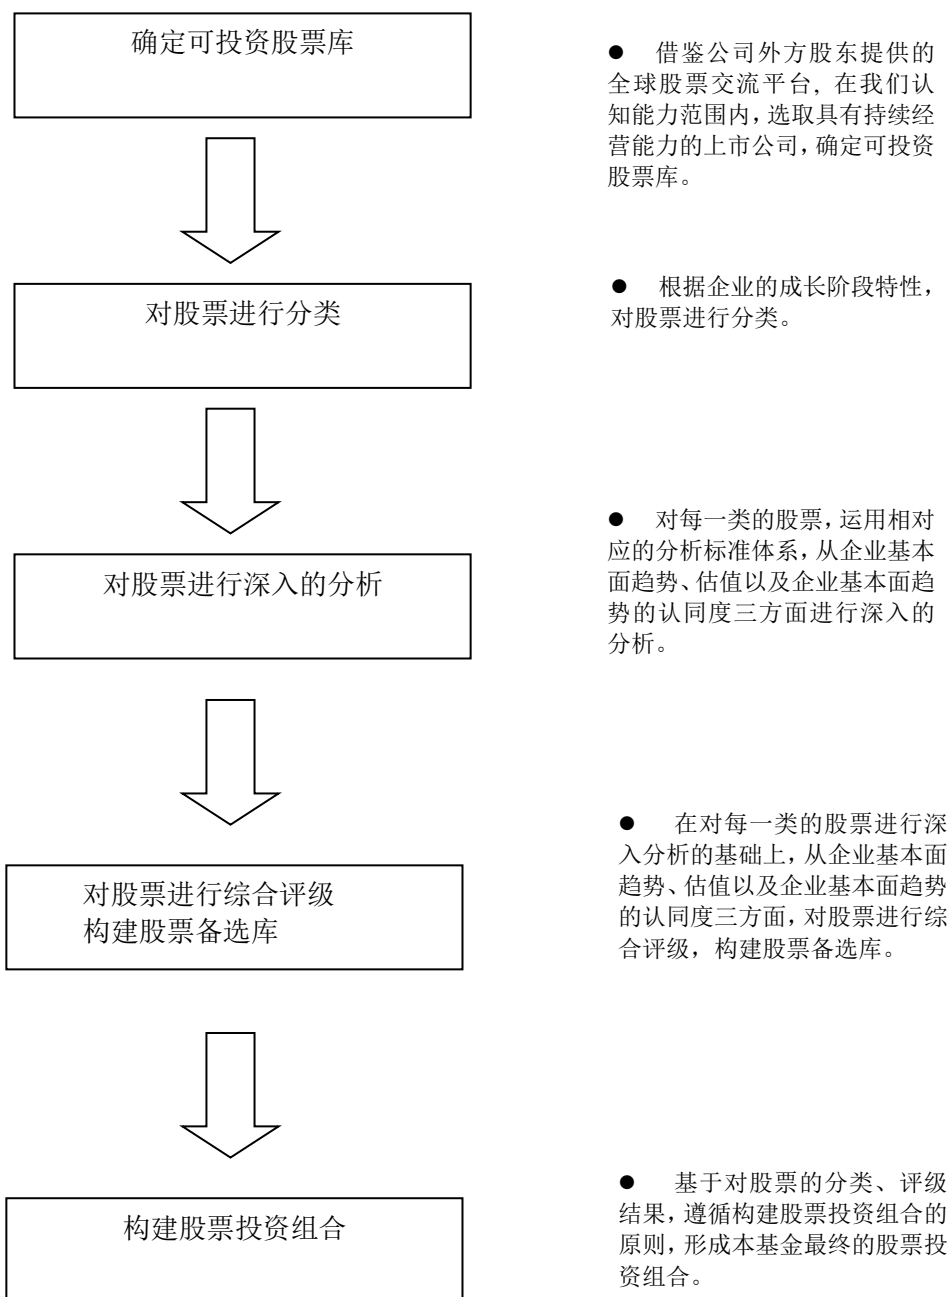 确定可投资股票库
● 借鉴公司外方股东提供的
全球股票交流平台, 在我们认
知能力范围内，选取具有持续经
营能力的上市公司，确定可投资
股票库。
对股票进行分类
● 根据企业的成长阶段特性，
对股票进行分类。
对股票进行深入的分析
● 对每一类的股票，运用相对
应的分析标准体系，从企业基本
面趋势、估值以及企业基本面趋
势的认同度三方面进行深入的
分析。
对股票进行综合评级
构建股票备选库
● 在对每一类的股票进行深
入分析的基础上，从企业基本面
趋势、估值以及企业基本面趋势
的认同度三方面，对股票进行综
合评级，构建股票备选库。
构建股票投资组合
● 基于对股票的分类、评级
结果，遵循构建股票投资组合的
原则，形成本基金最终的股票投
资组合。